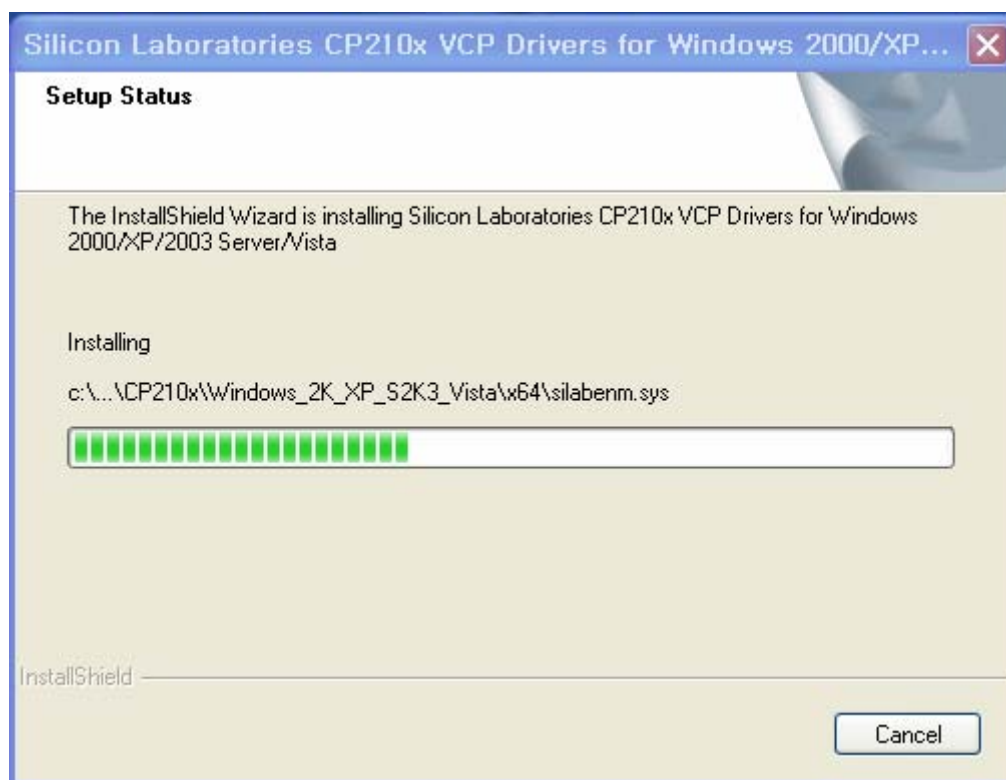 Silicon Laboratories CP210x VCP Drivers for Windows 2000/XP...
Setup Status
The InstallShield Wizard is installing Silicon Laboratories CP210x VCP Drivers for Windows
2000/XP/2003 Server/Vista
Installing
c:\...\CP210x\Windows_2K_XP_S2K3_Vista\x64\silabenm.sys
InstallShield
Cancel